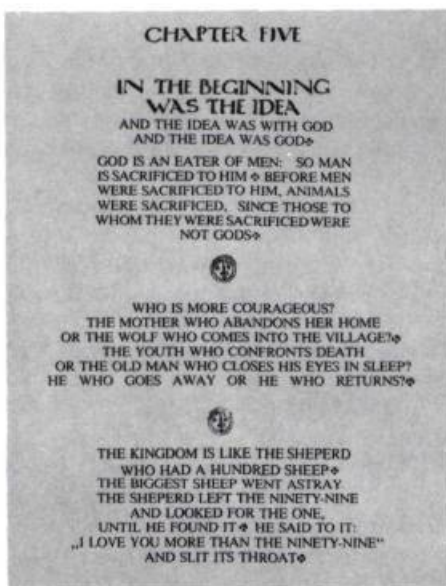 CHAPTER FIVE
IN THE BEGINNING
WAS THE IDEA
AND THE IDEA WAS WITH GOD
AND THE IDEA WAS GOD❖
GOD IS AN EATER OF MEN: SO MAN
IS SACRIFICED TO HIM ❖ BEFORE MEN
WERE SACRIFICED TO HIM, ANIMALS
WERE SACRIFICED, SINCE THOSE TO
WHOM THEY WERE SACRIFICED WERE
NOT GODS❖
WHO IS MORE COURAGEOUS?
THE MOTHER WHO ABANDONS HER HOME
OR THE WOLF WHO COMES INTO THE VILLAGE?❖
THE YOUTH WHO CONFRONTS DEATH
OR THE OLD MAN WHO CLOSES HIS EYES IN SLEEP?
HE WHO GOES AWAY OR HE WHO RETURNS?❖
THE KINGDOM IS LIKE THE SHEPERD
WHO HAD A HUNDRED SHEEP❖
THE BIGGEST SHEEP WENT ASTRAY
THE SHEPERD LEFT THE NINETY-NINE
AND LOOKED FOR THE ONE,
UNTIL HE FOUND IT❖ HE SAID TO IT:
„I LOVE YOU MORE THAN THE NINETY-NINE“
AND SLIT ITS THROAT❖